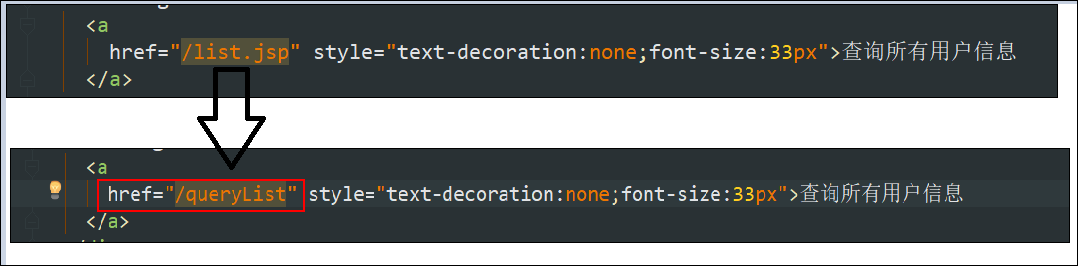 <a
href="/list.jsp" style="text-decoration:none;font-size:33px">查询所有用户信息
</a>
<a
href="/queryList" style="text-decoration:none;font-size:33px">查询所有用户信息
</a>